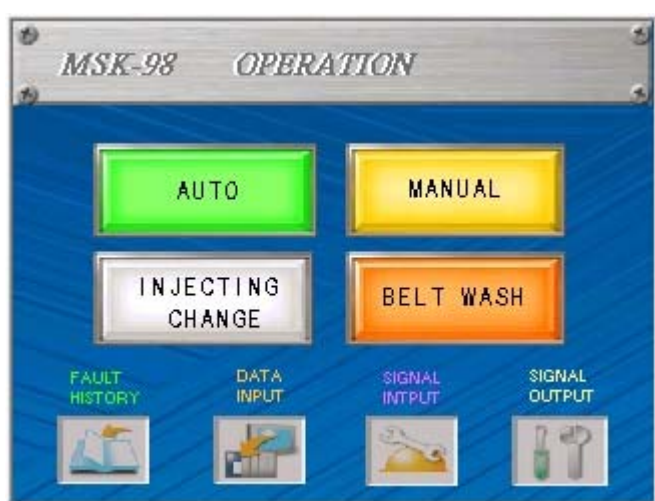 MSK-98 OPERATION
AUTO
MANUAL
INJECTING
CHANGE
BELT WASH
FAULT
HISTORY
DATA
INPUT
SIGNAL
INTPUT
SIGNAL
OUTPUT